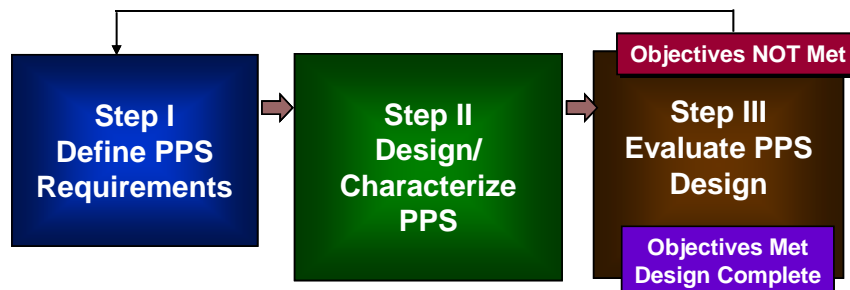 Step I
Define PPS
Requirements
Step II
Design/
Characterize
PPS
Objectives NOT Met
Step III
Evaluate PPS
Design
Objectives Met
Design Complete